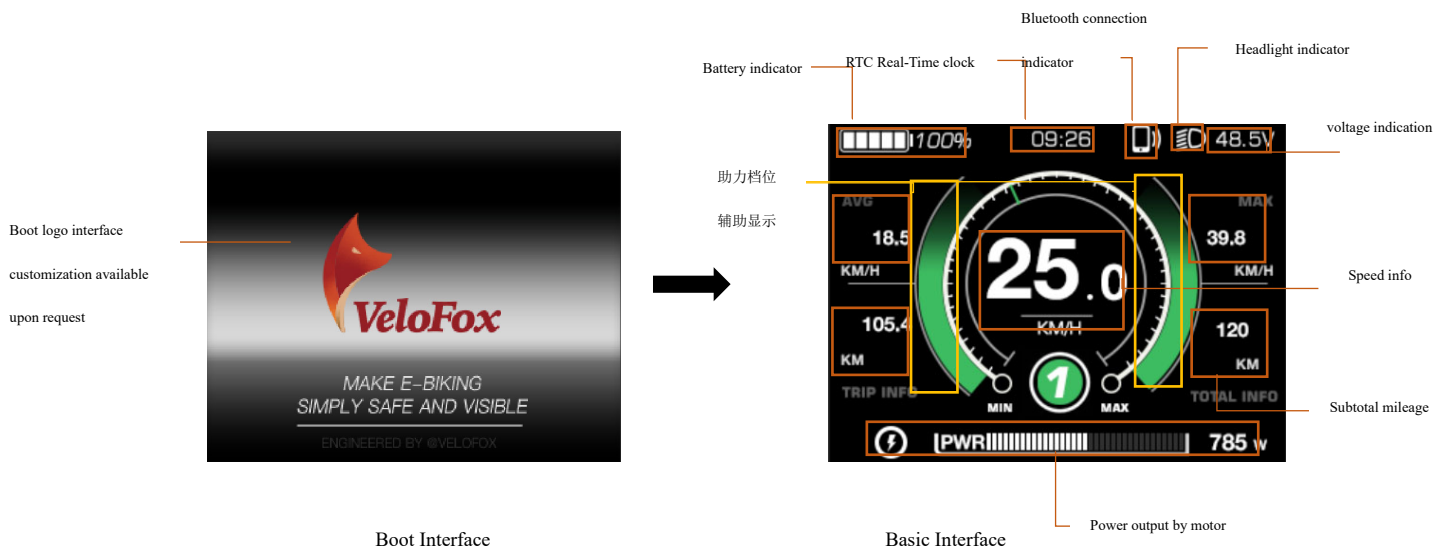 Bluetooth connection
indicator
Headlight indicator
RTC Real-Time clock
Battery indicator
voltage indication
助力档位
辅助显示
Boot logo interface
customization available
upon request
VeloFox
MAKE E-BIKING
SIMPLY SAFE AND VISIBLE
ENGINEERED BY @VELOFOX
100%
09:26
48.5V
AVG
18.5
KM/H
MAX
39.8
KM/H
25.0
KM/H
105.4
KM
TRIP INFO
120
KM
TOTAL INFO
MIN
1
MAX
PWR
785 W
Speed info
Subtotal mileage
Power output by motor
Boot Interface
Basic Interface